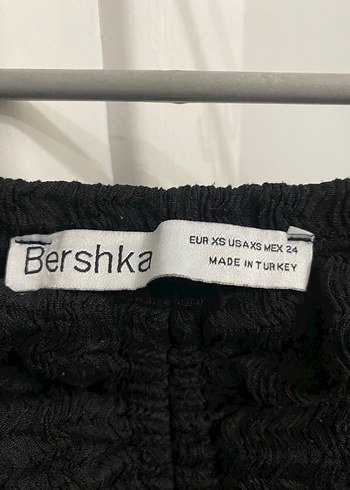 Bershka
EUR XS USA XS MEX 24
MADE IN TURKEY